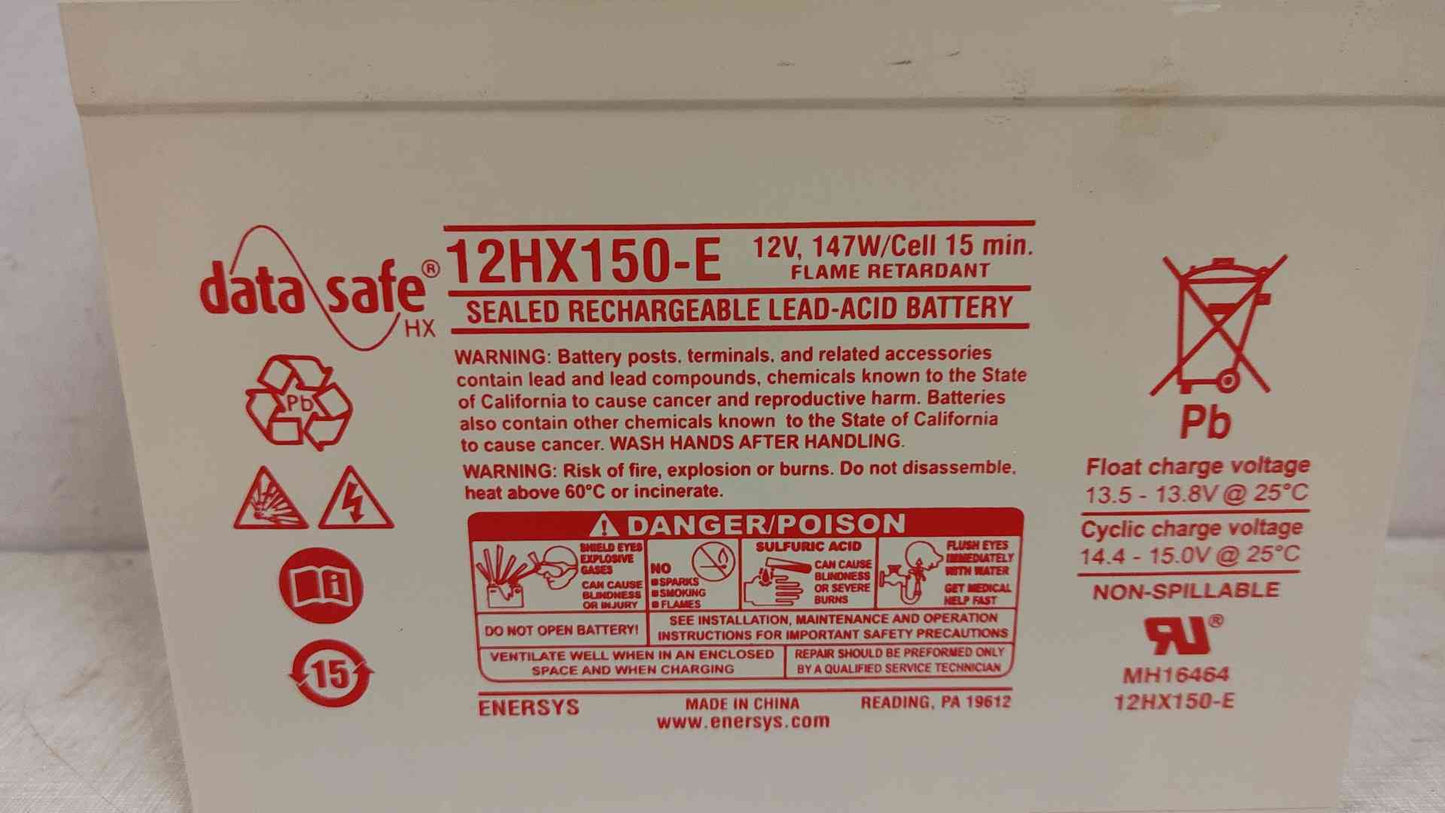 data safe® HX
12HX150-E
12V, 147W/Cell 15 min.
FLAME RETARDANT
SEALED RECHARGEABLE LEAD-ACID BATTERY
WARNING: Battery posts, terminals, and related accessories
contain lead and lead compounds, chemicals known to the State
of California to cause cancer and reproductive harm. Batteries
also contain other chemicals known to the State of California
to cause cancer. WASH HANDS AFTER HANDLING.
WARNING: Risk of fire, explosion or burns. Do not disassemble,
heat above 60°C or incinerate.
Pb
15
DANGER/POISON
SHIELD EYES
EXPLOSIVE
GASES
CAN CAUSE
BLINDNESS
OR INJURY
NO
SPARKS
SMOKING
FLAMES
SULFURIC ACID
CAN CAUSE
BLINDNESS
OR SEVERE
BURNS
FLUSH EYES
IMMEDIATELY
WITH WATER
GET MEDICAL
HELP FAST
DO NOT OPEN BATTERY!
SEE INSTALLATION, MAINTENANCE AND OPERATION
INSTRUCTIONS FOR IMPORTANT SAFETY PRECAUTIONS
VENTILATE WELL WHEN IN AN ENCLOSED
SPACE AND WHEN CHARGING
REPAIR SHOULD BE PREFORMED ONLY
BY A QUALIFIED SERVICE TECHNICIAN
ENERSYS
MADE IN CHINA
READING, PA 19612
www.enersys.com
Pb
Float charge voltage
13.5 - 13.8V @ 25°C
Cyclic charge voltage
14.4 - 15.0V @ 25°C
NON-SPILLABLE
RU®
MH16464
12HX150-E